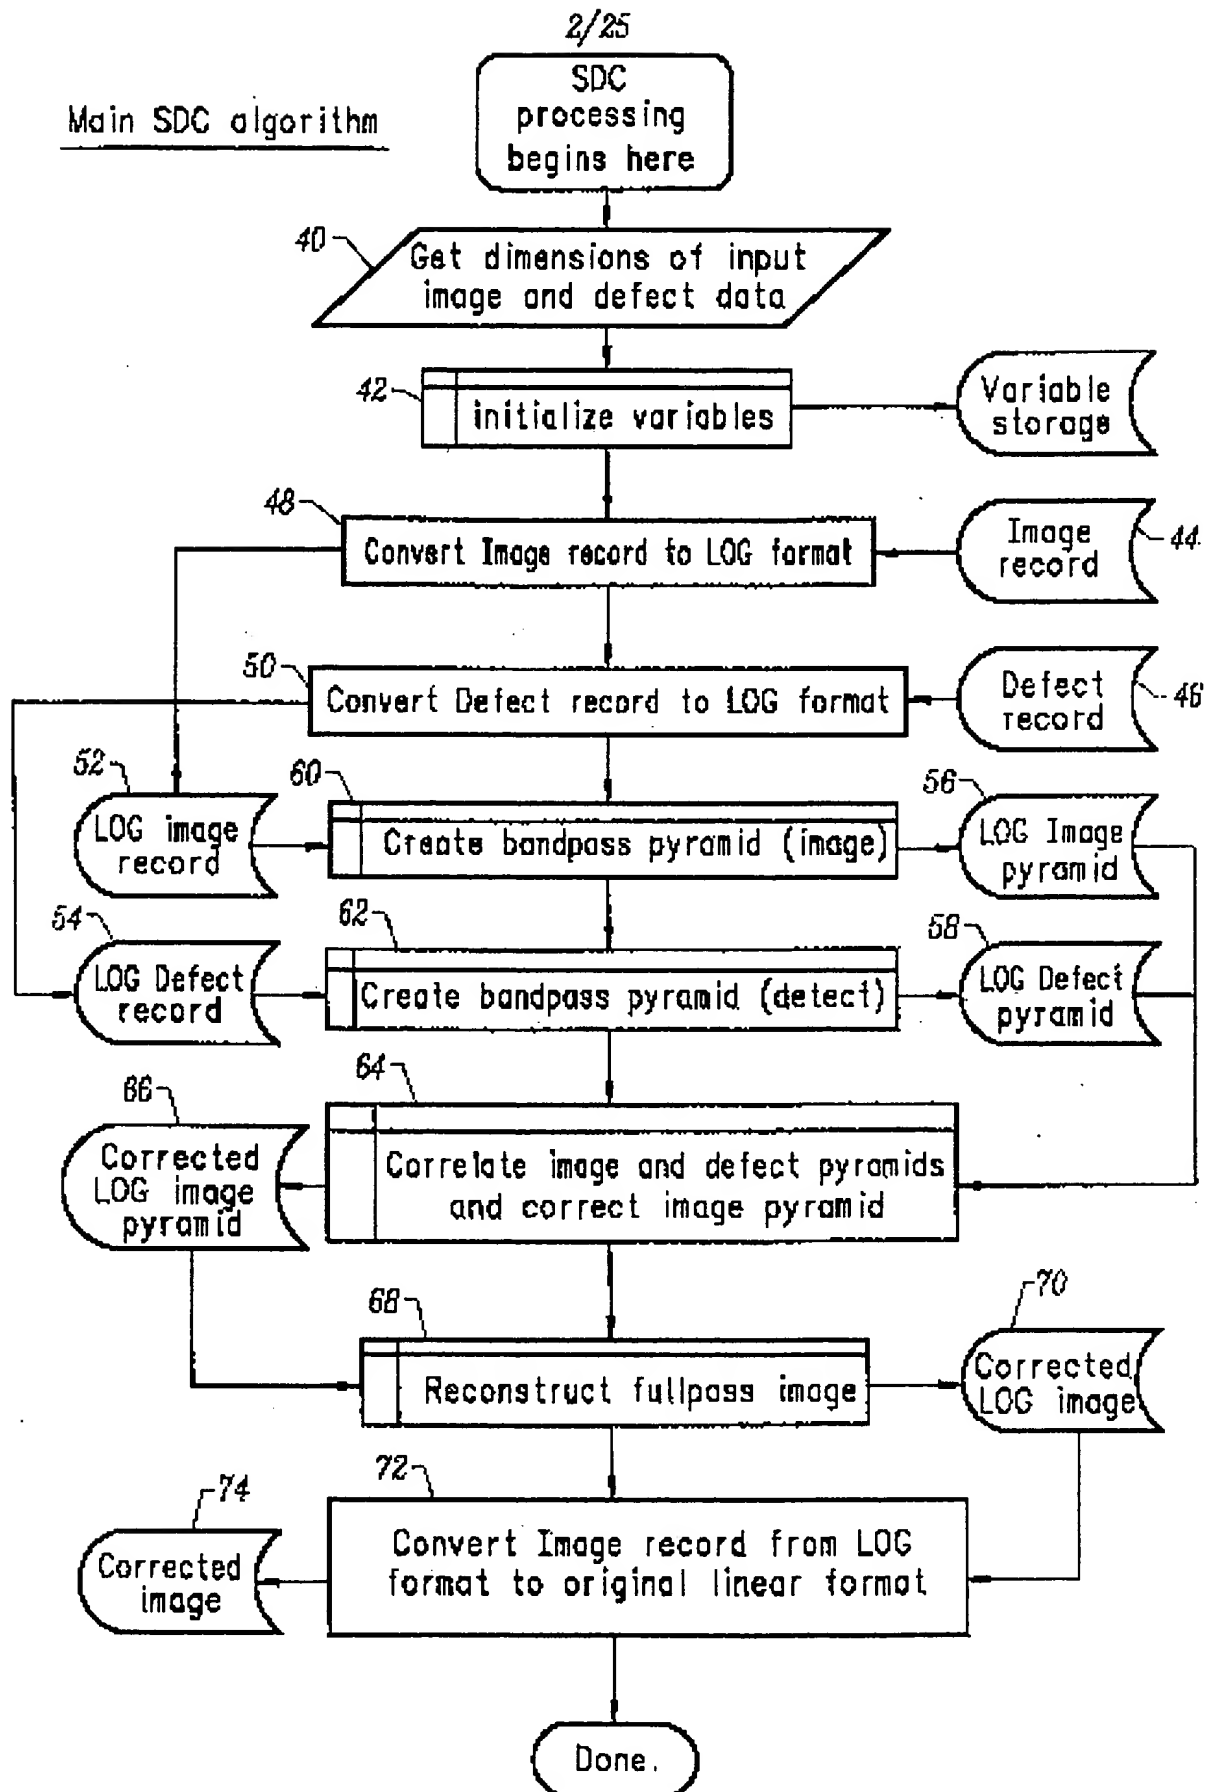 2/25
SDC
processing
begins here
Main SDC algorithm
40
Get dimensions of input
image and defect data
42
initialize variables
Variable
storage
48
Convert Image record to LOG format
Image
record
44
50
Convert Defect record to LOG format
Defect
record
46
52
LOG image
record
60
Create bandpass pyramid (image)
56
LOG Image
pyramid
54
LOG Defect
record
62
Create bandpass pyramid (detect)
58
LOG Defect
pyramid
64
Correlate image and defect pyramids
and correct image pyramid
66
Corrected
LOG image
pyramid
68
Reconstruct fullpass image
70
Corrected
LOG image
72
Convert Image record from LOG
format to original linear format
74
Corrected
image
Done.